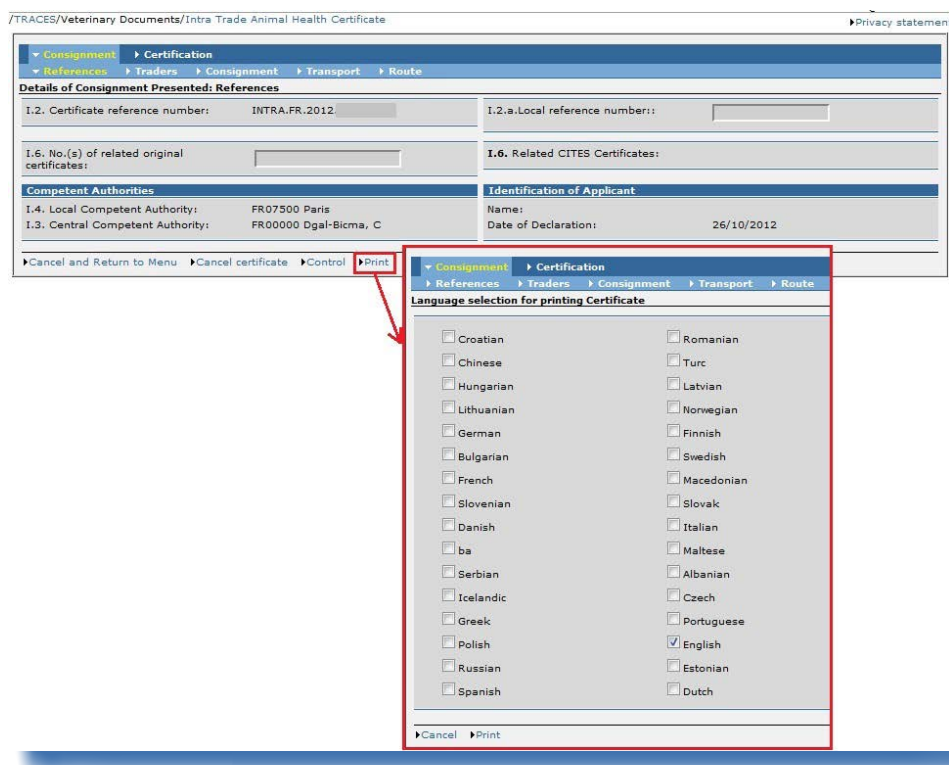 /TRACES/Veterinary Documents/Intra Trade Animal Health Certificate
Privacy statemen
Consignment Certification
References Traders Consignment Transport Route
Details of Consignment Presented: References
I.2. Certificate reference number: INTRA.FR.2012.
I.2.a.Local reference number::
I.6. No.(s) of related original
certificates:
I.6. Related CITES Certificates:
Competent Authorities
I.4. Local Competent Authority: FR07500 Paris
I.3. Central Competent Authority: FR00000 Dgal-Bicma, C
Identification of Applicant
Name:
Date of Declaration: 26/10/2012
Cancel and Return to Menu Cancel certificate Control Print
Consignment Certification
References Traders Consignment Transport Route
Language selection for printing Certificate
Croatian Romanian
Chinese Turc
Hungarian Latvian
Lithuanian Norwegian
German Finnish
Bulgarian Swedish
French Macedonian
Slovenian Slovak
Danish Italian
ba Maltese
Serbian Albanian
Icelandic Czech
Greek Portuguese
Polish English
Russian Estonian
Spanish Dutch
Cancel Print